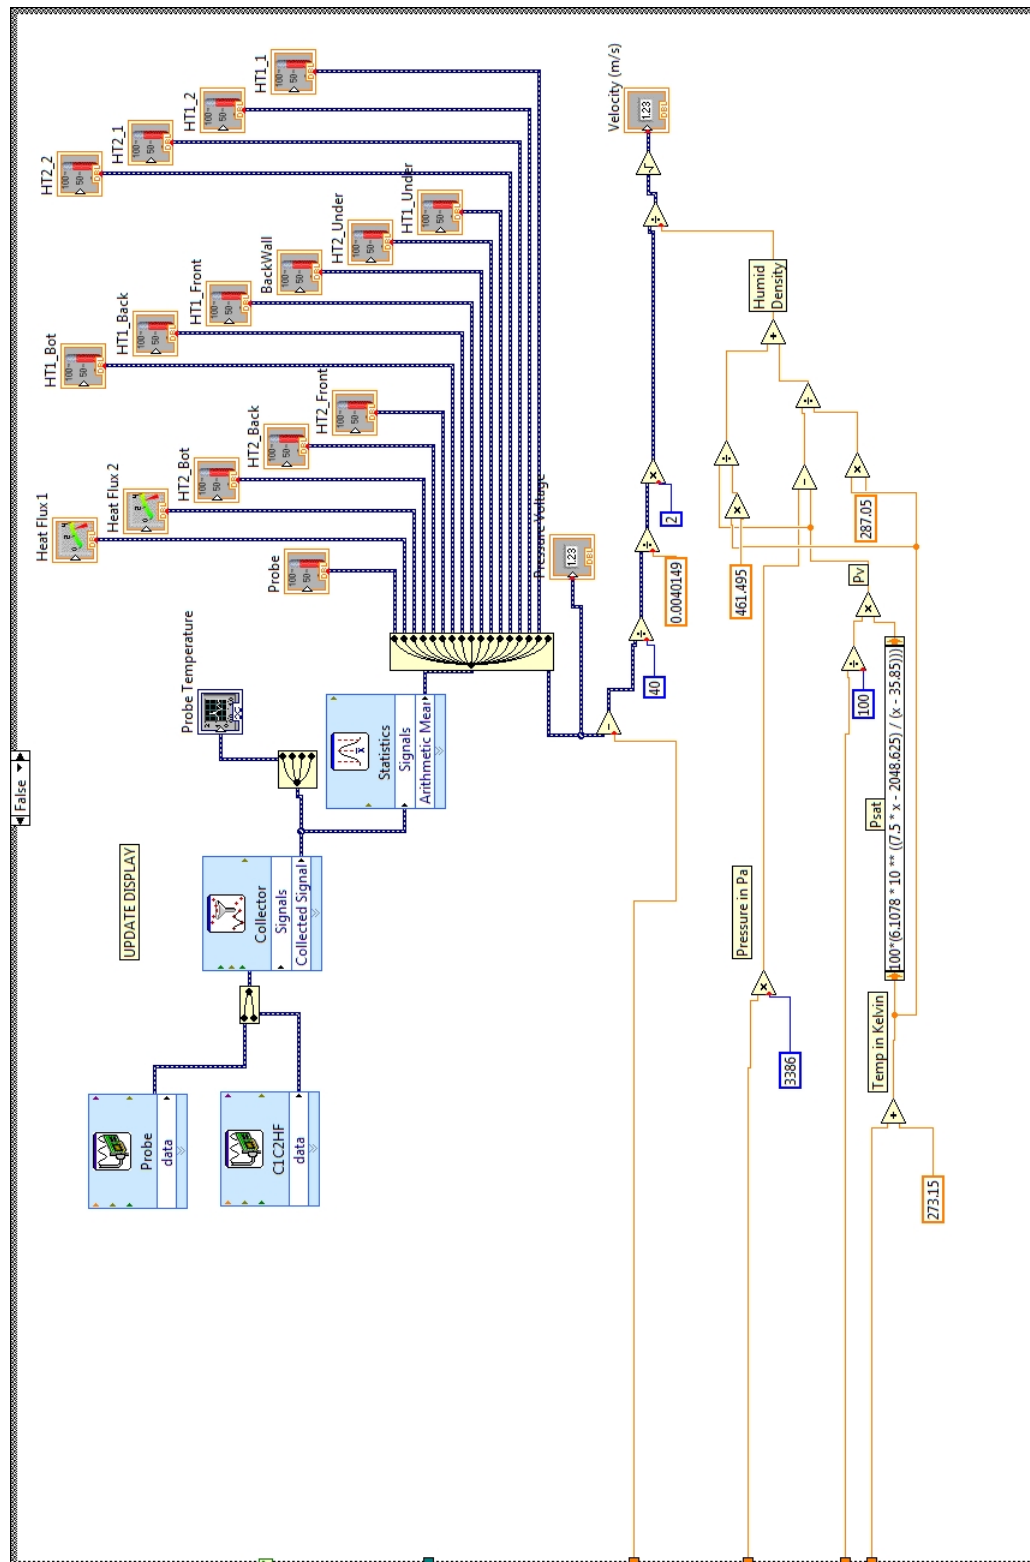 False
UPDATE DISPLAY
Heat Flux 1
HT1_Bot
HT2_2
Heat Flux 2
HT1_Back
HT2_1
Probe
data
HT2_Bot
HT1_Front
HT1_2
Probe Temperature
Collector
Signals
Collected Signal
HT2_Back
BackWall
HT1_1
C1C2HF
data
Probe
HT2_Front
HT2_Under
HT1_Under
Statistics
Signals
Arithmetic Mean
Pressure Voltage
1.23
DBL
Velocity (m/s)
1.23
DBL
40
0.0040149
2
Pressure in Pa
3386
461.495
Humid
Density
Pv
100
287.05
Psat
100*(6.1078 * 10 ** ((7.5 * x - 2048.625) / (x - 35.85)))
Temp in Kelvin
273.15